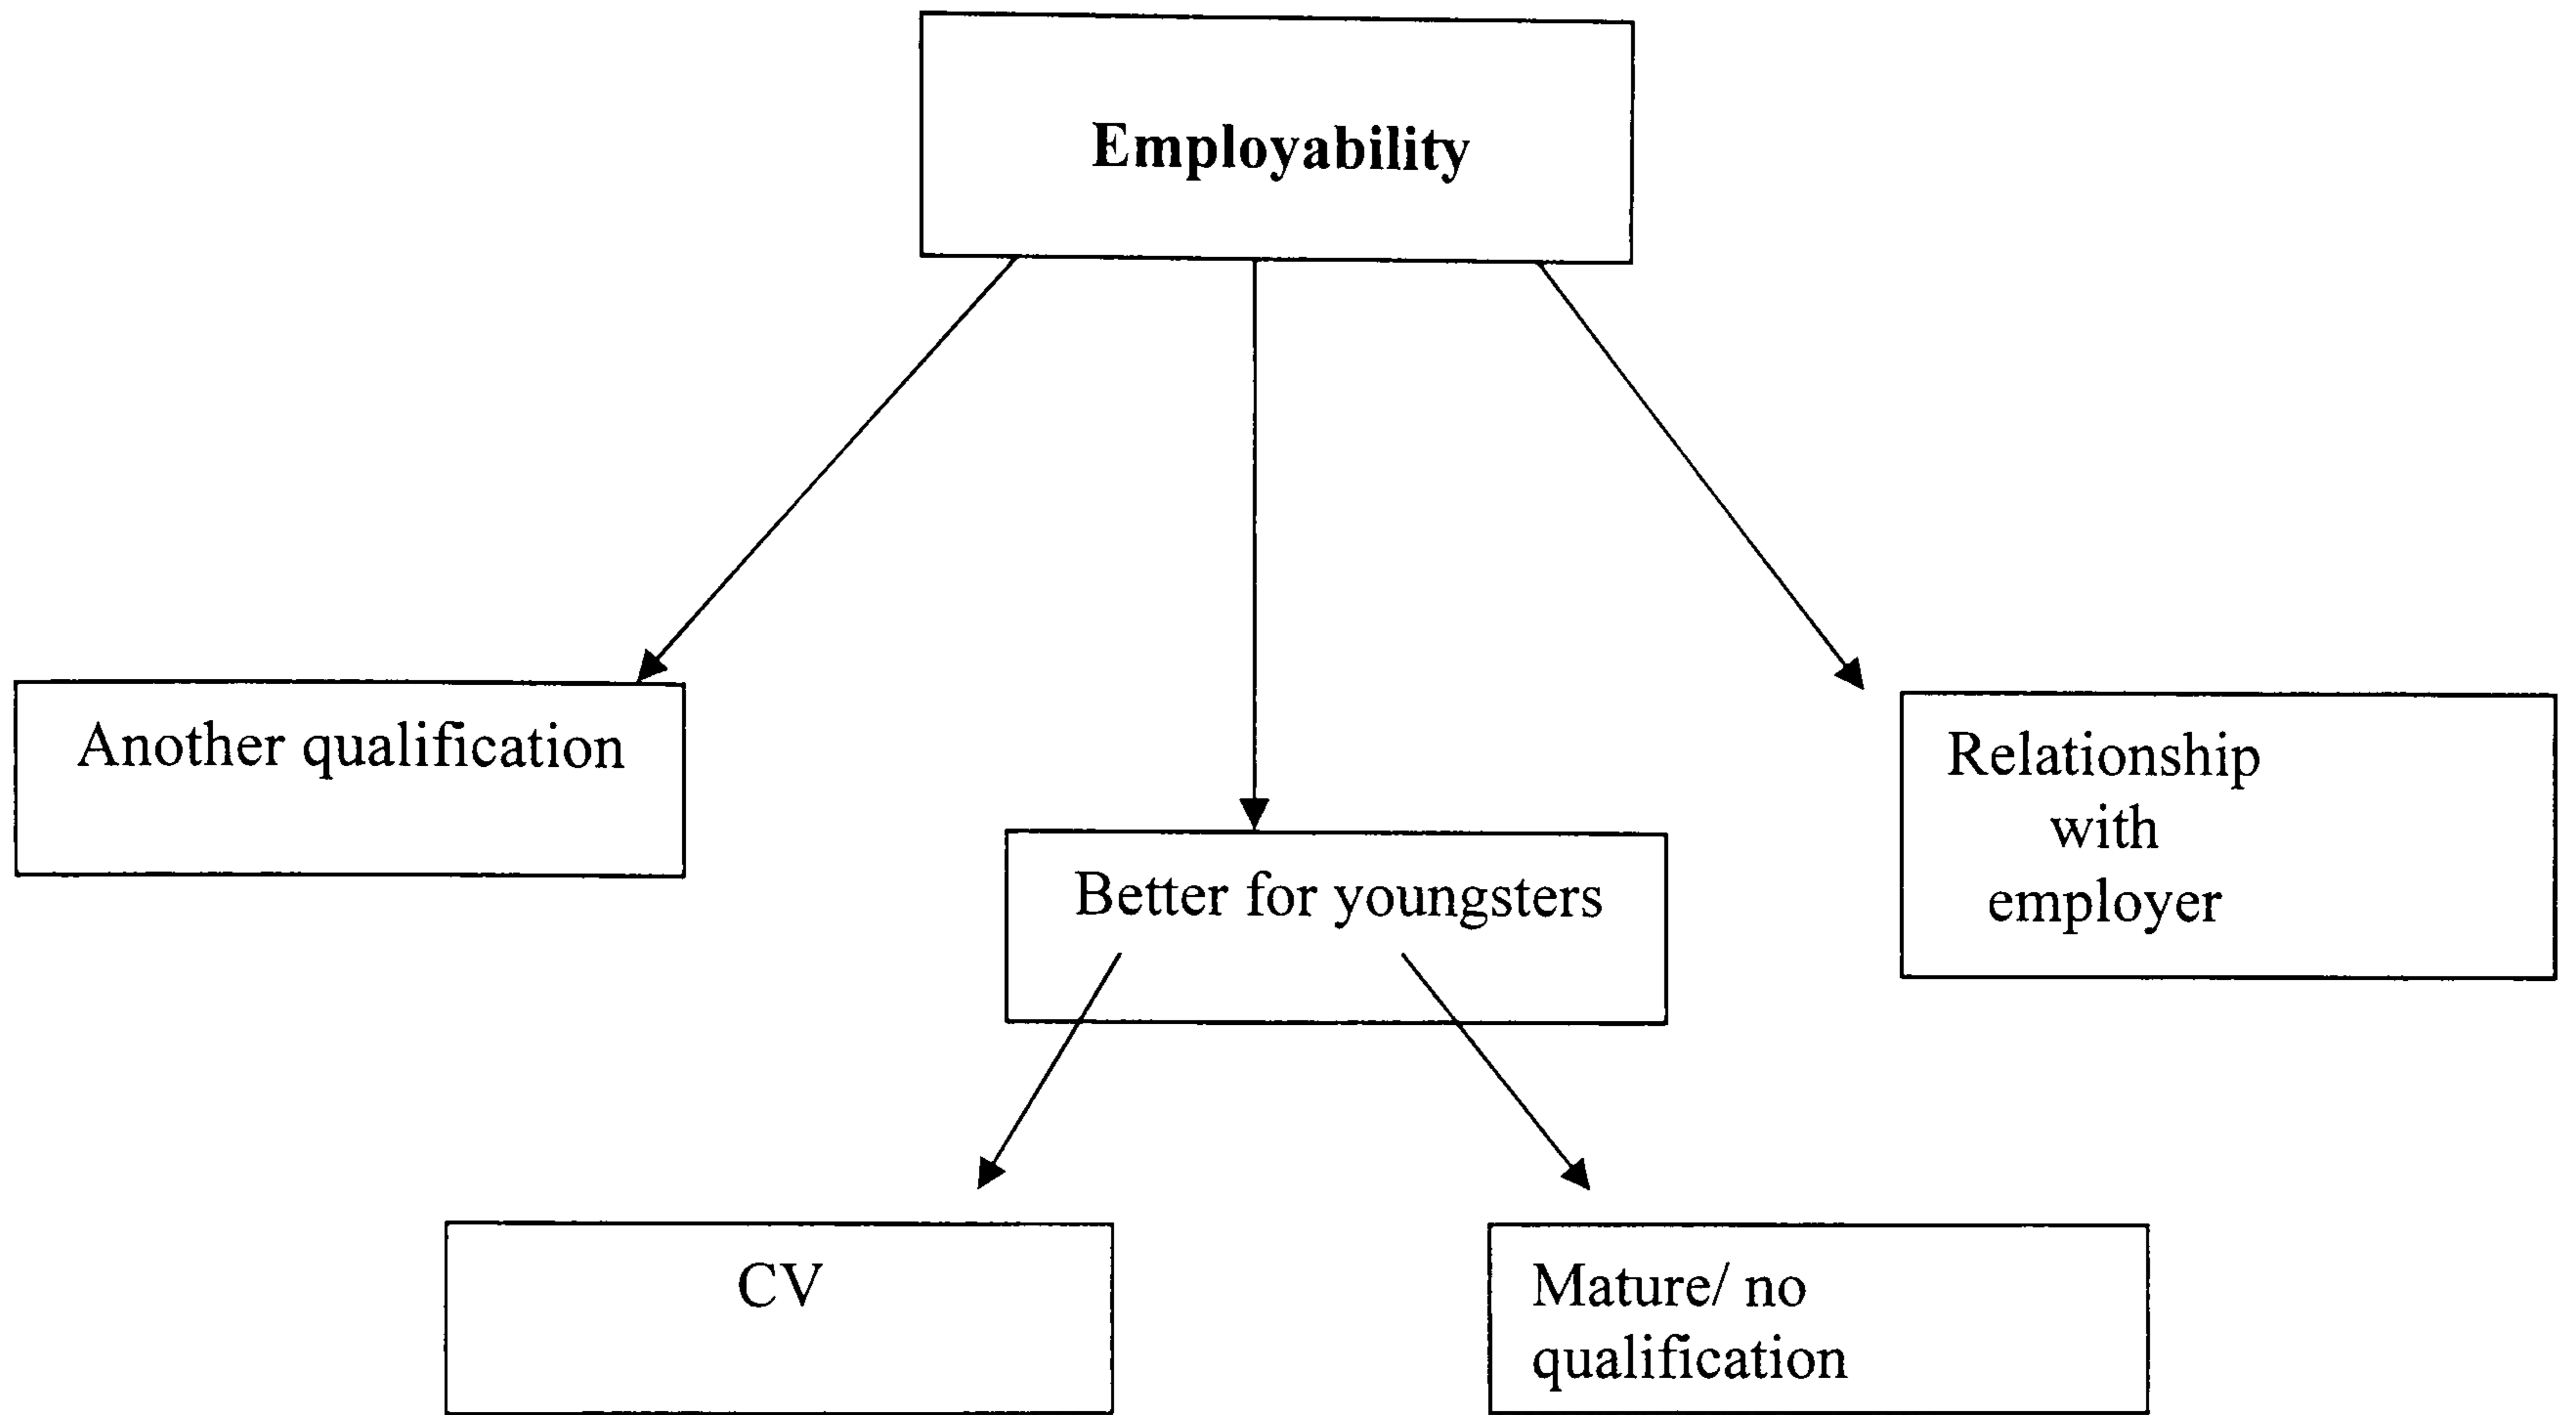 Employability
Another qualification
Better for youngsters
Relationship
with
employer
CV
Mature/ no
qualification